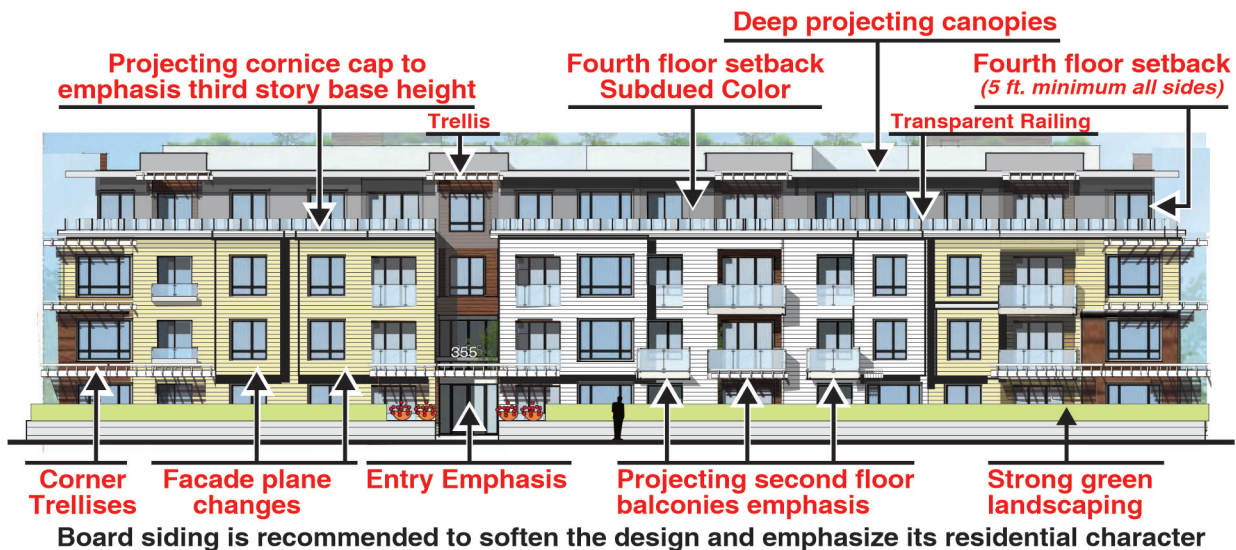 Deep projecting canopies
Projecting cornice cap to
emphasis third story base height
Fourth floor setback
Subdued Color
Fourth floor setback
(5 ft. minimum all sides)
Trellis
Transparent Railing
355
Corner
Trellises
Facade plane
changes
Entry Emphasis
Projecting second floor
balconies emphasis
Strong green
landscaping
Board siding is recommended to soften the design and emphasize its residential character